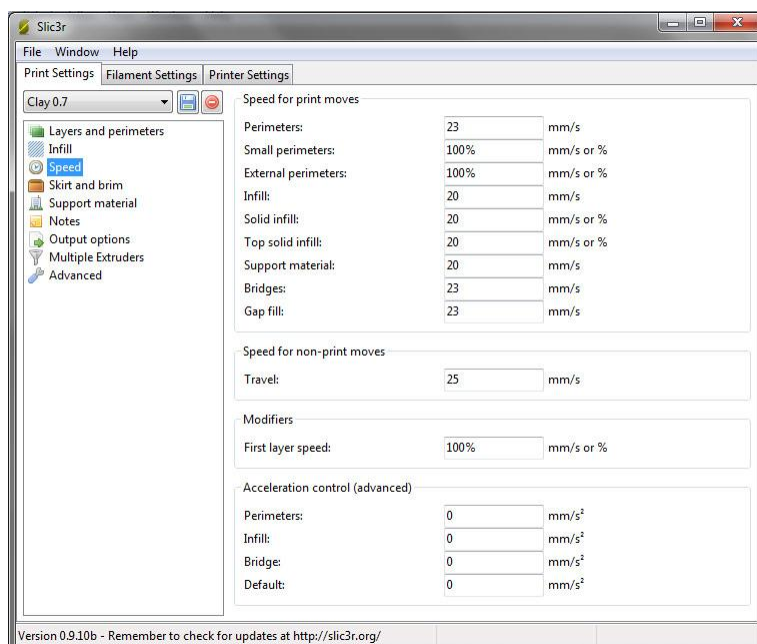 Slic3r
File Window Help
Print Settings Filament Settings Printer Settings
Clay 0.7
Layers and perimeters
Infill
Speed
Skirt and brim
Support material
Notes
Output options
Multiple Extruders
Advanced
Speed for print moves
Perimeters: 23 mm/s
Small perimeters: 100% mm/s or %
External perimeters: 100% mm/s or %
Infill: 20 mm/s
Solid infill: 20 mm/s or %
Top solid infill: 20 mm/s or %
Support material: 20 mm/s
Bridges: 23 mm/s
Gap fill: 23 mm/s
Speed for non-print moves
Travel: 25 mm/s
Modifiers
First layer speed: 100% mm/s or %
Acceleration control (advanced)
Perimeters: 0 mm/s²
Infill: 0 mm/s²
Bridge: 0 mm/s²
Default: 0 mm/s²
Version 0.9.10b - Remember to check for updates at http://slic3r.org/